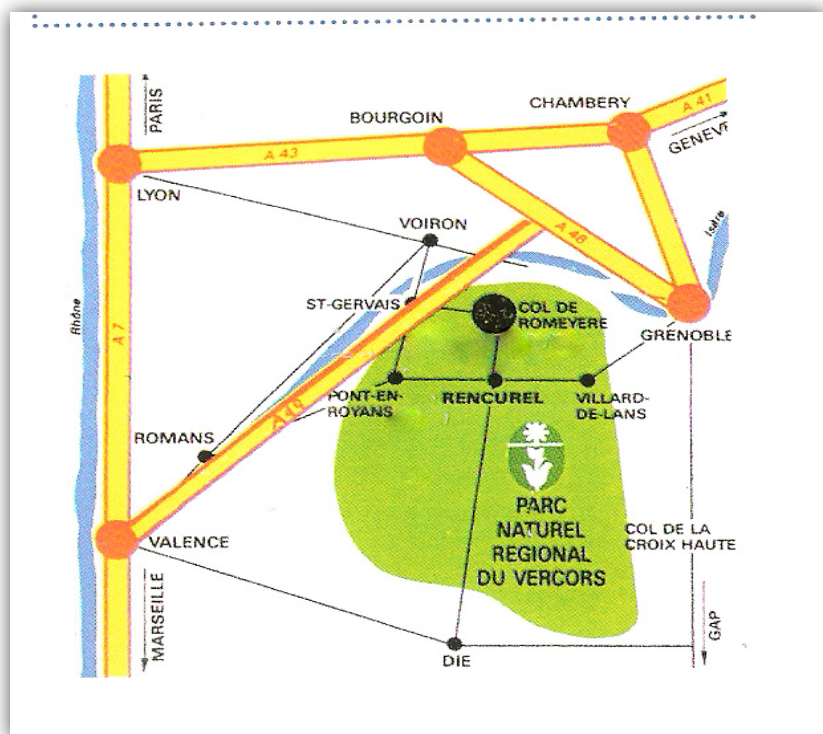 PARIS
CHAMBERY
A 41
BOURGOIN
GENEVE
A 43
LYON
VOIRON
A 48
Isère
ST-GERVAIS
COL DE
ROMEYERE
Rhône
A 7
GRENOBLE
PONT-EN-
ROYANS
RENCUREL
VILLARD-
DE-LANS
A 49
ROMANS
PARC
NATUREL
REGIONAL
DU VERCORS
COL DE LA
CROIX HAUTE
VALENCE
MARSEILLE
GAP
DIE